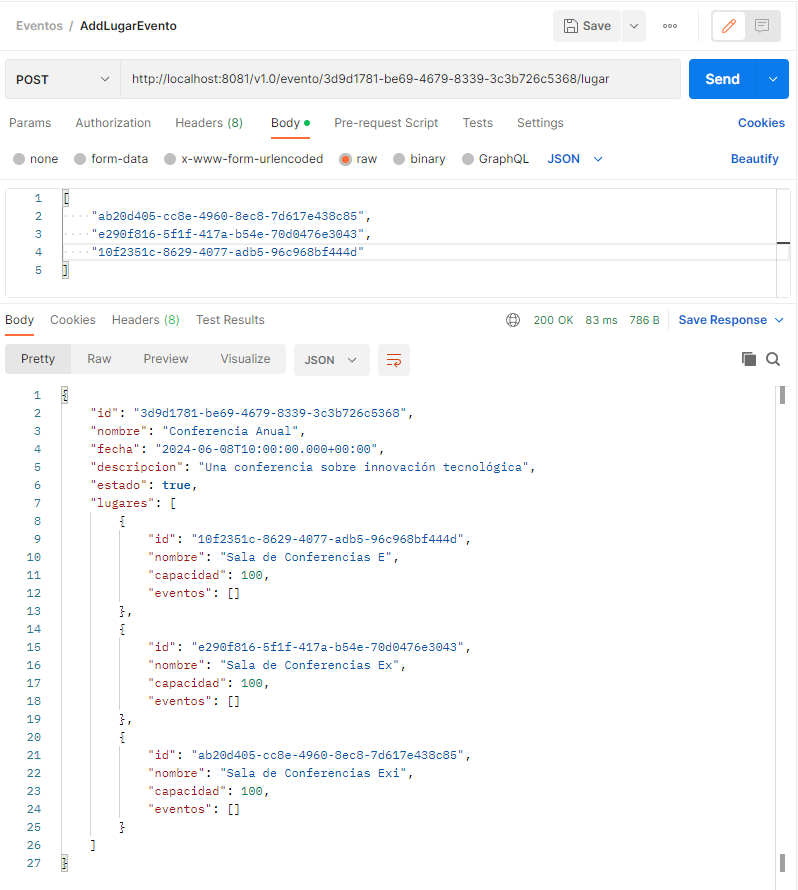 Eventos / AddLugarEvento Save
POST http://localhost:8081/v1.0/evento/3d9d1781-be69-4679-8339-3c3b726c5368/lugar Send
Params Authorization Headers (8) Body Pre-request Script Tests Settings Cookies
none form-data x-www-form-urlencoded raw binary GraphQL JSON Beautify
1 [
2 "ab20d405-cc8e-4960-8ec8-7d617e438c85",
3 "e290f816-5f1f-417a-b54e-70d0476e3043",
4 "10f2351c-8629-4077-adb5-96c968bf444d"
5 ]
Body Cookies Headers (8) Test Results 200 OK 83 ms 786 B Save Response
Pretty Raw Preview Visualize JSON
1 {
2 "id": "3d9d1781-be69-4679-8339-3c3b726c5368",
3 "nombre": "Conferencia Anual",
4 "fecha": "2024-06-08T10:00:00.000+00:00",
5 "descripcion": "Una conferencia sobre innovación tecnológica",
6 "estado": true,
7 "lugares": [
8 {
9 "id": "10f2351c-8629-4077-adb5-96c968bf444d",
10 "nombre": "Sala de Conferencias E",
11 "capacidad": 100,
12 "eventos": []
13 },
14 {
15 "id": "e290f816-5f1f-417a-b54e-70d0476e3043",
16 "nombre": "Sala de Conferencias Ex",
17 "capacidad": 100,
18 "eventos": []
19 },
20 {
21 "id": "ab20d405-cc8e-4960-8ec8-7d617e438c85",
22 "nombre": "Sala de Conferencias Exi",
23 "capacidad": 100,
24 "eventos": []
25 }
26 ]
27 }